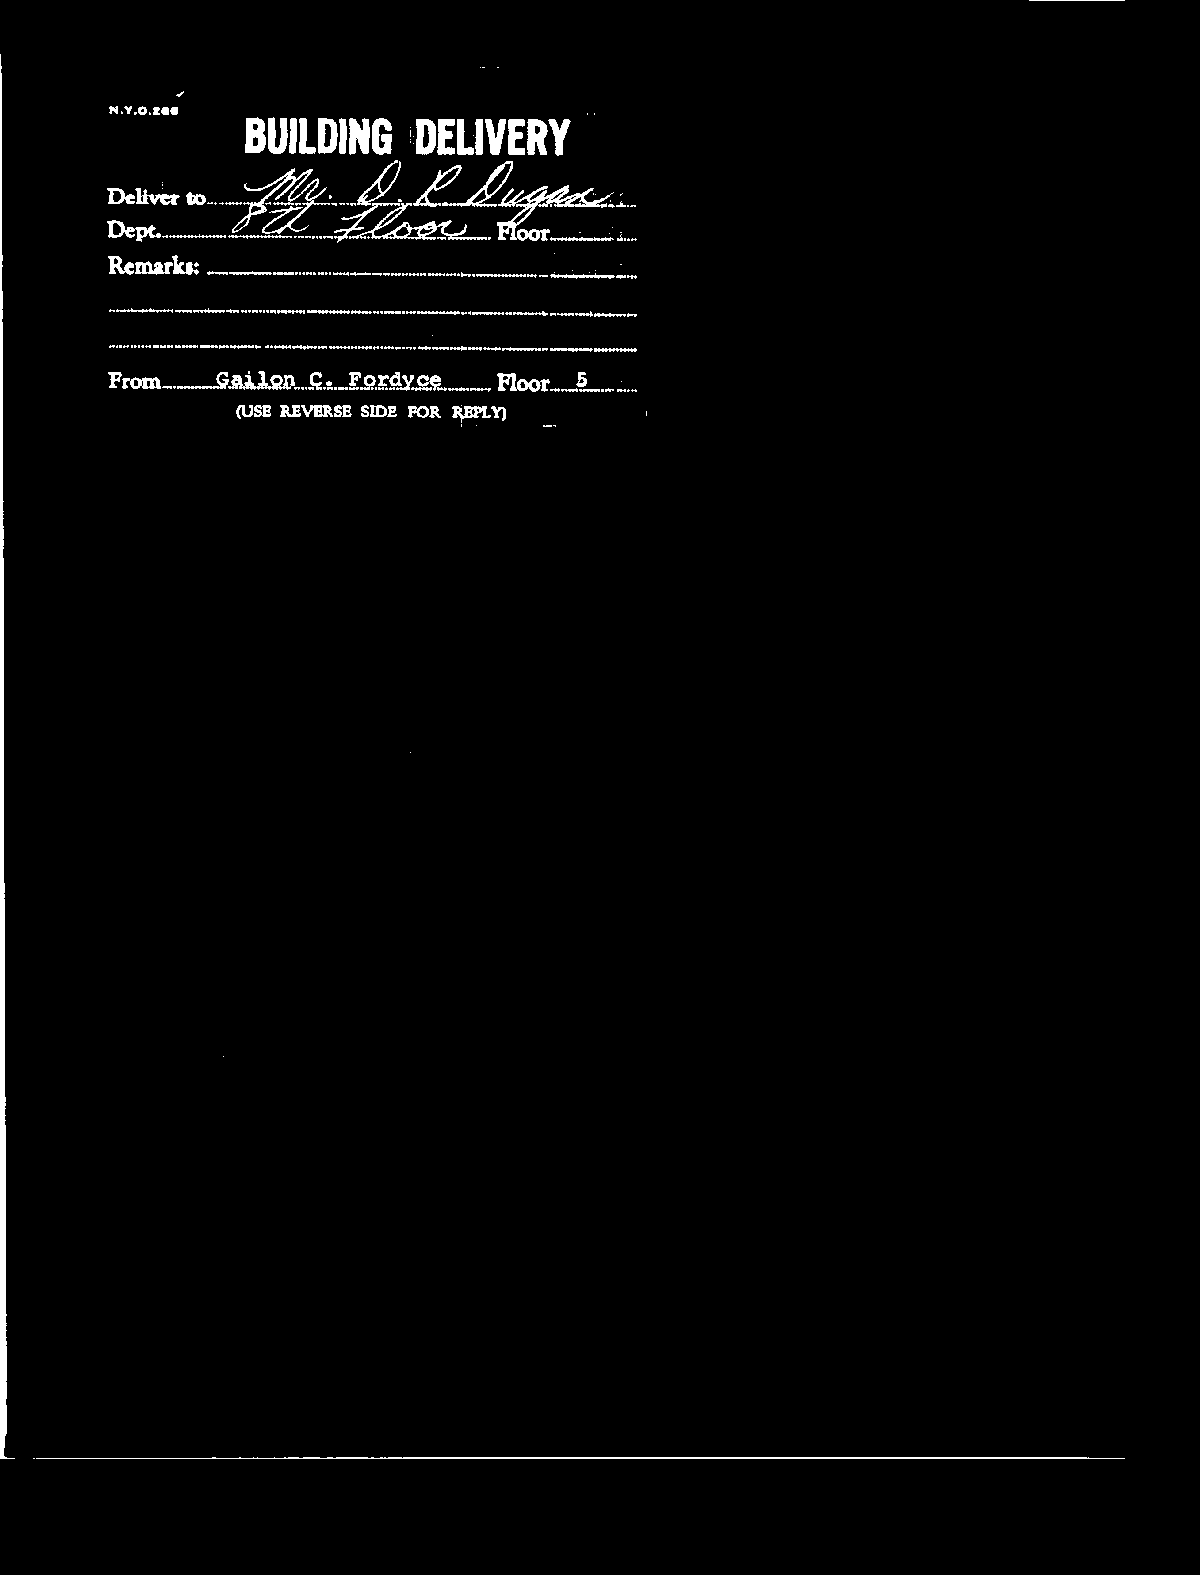 N.Y.O.266
BUILDING DELIVERY
Deliver to Mr. D. R Dugan
Dept. 8th Floor Floor
Remarks:
From Gailon C. Fordyce Floor 5
(USE REVERSE SIDE FOR REPLY)